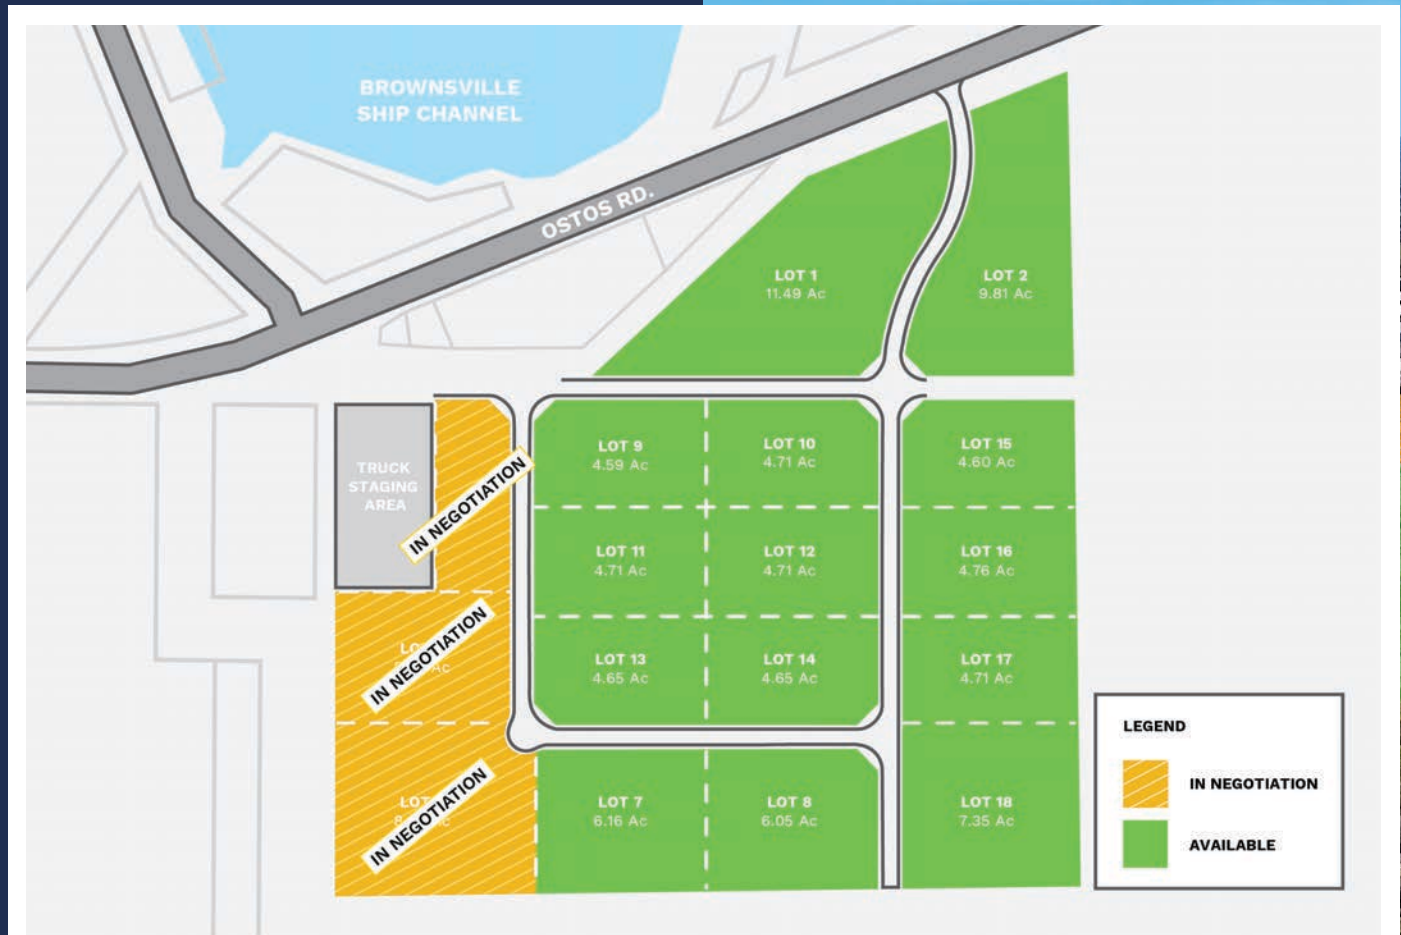 BROWNSVILLE
SHIP CHANNEL
OSTOS RD.
LOT 1
11.49 Ac
LOT 2
9.81 Ac
TRUCK
STAGING
AREA
IN NEGOTIATION
LOT 9
4.59 Ac
LOT 10
4.71 Ac
LOT 15
4.60 Ac
LOT 11
4.71 Ac
LOT 12
4.71 Ac
LOT 16
4.76 Ac
IN NEGOTIATION
Ac
LOT 13
4.65 Ac
LOT 14
4.65 Ac
LOT 17
4.71 Ac
IN NEGOTIATION
LOT 7
6.16 Ac
LOT 8
6.05 Ac
LOT 18
7.35 Ac
LEGEND
IN NEGOTIATION
AVAILABLE